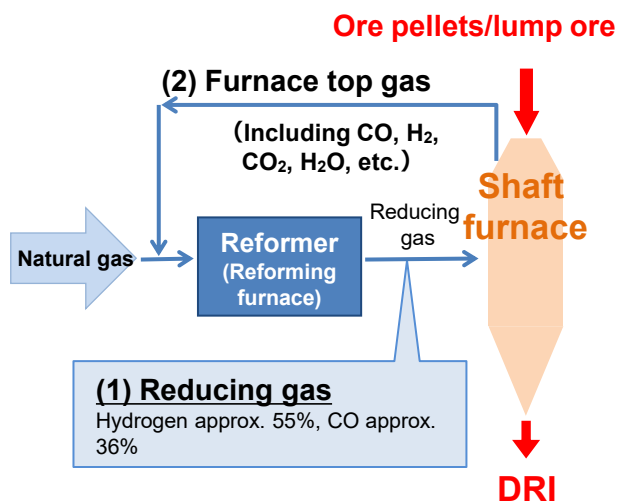 Ore pellets/lump ore
(2) Furnace top gas
（Including CO, H₂,
CO₂, H₂O, etc.）
Shaft
furnace
Reducing
gas
Natural gas
Reformer
(Reforming
furnace)
(1) Reducing gas
Hydrogen approx. 55%, CO approx.
36%
DRI